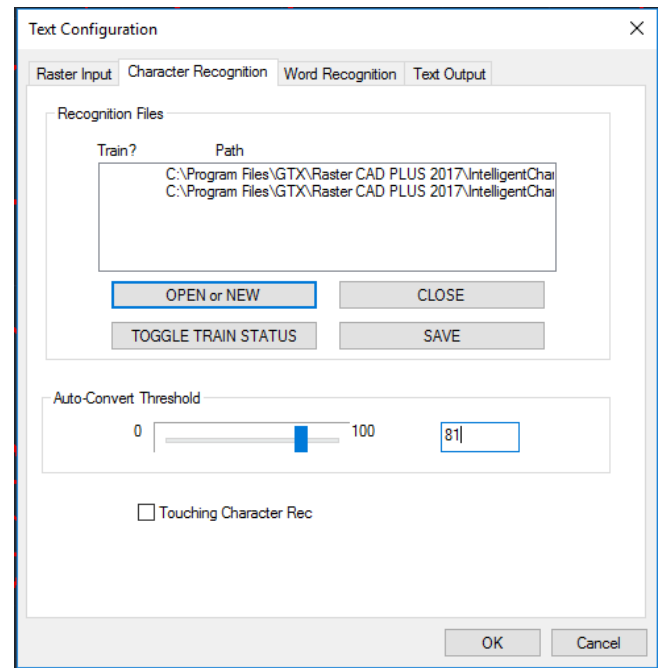 Text Configuration
Raster Input Character Recognition Word Recognition Text Output
Recognition Files
Train? Path
C:\Program Files\GTX\Raster CAD PLUS 2017\IntelligentChar
C:\Program Files\GTX\Raster CAD PLUS 2017\IntelligentChar
OPEN or NEW CLOSE
TOGGLE TRAIN STATUS SAVE
Auto-Convert Threshold
0 100 81
Touching Character Rec
OK Cancel